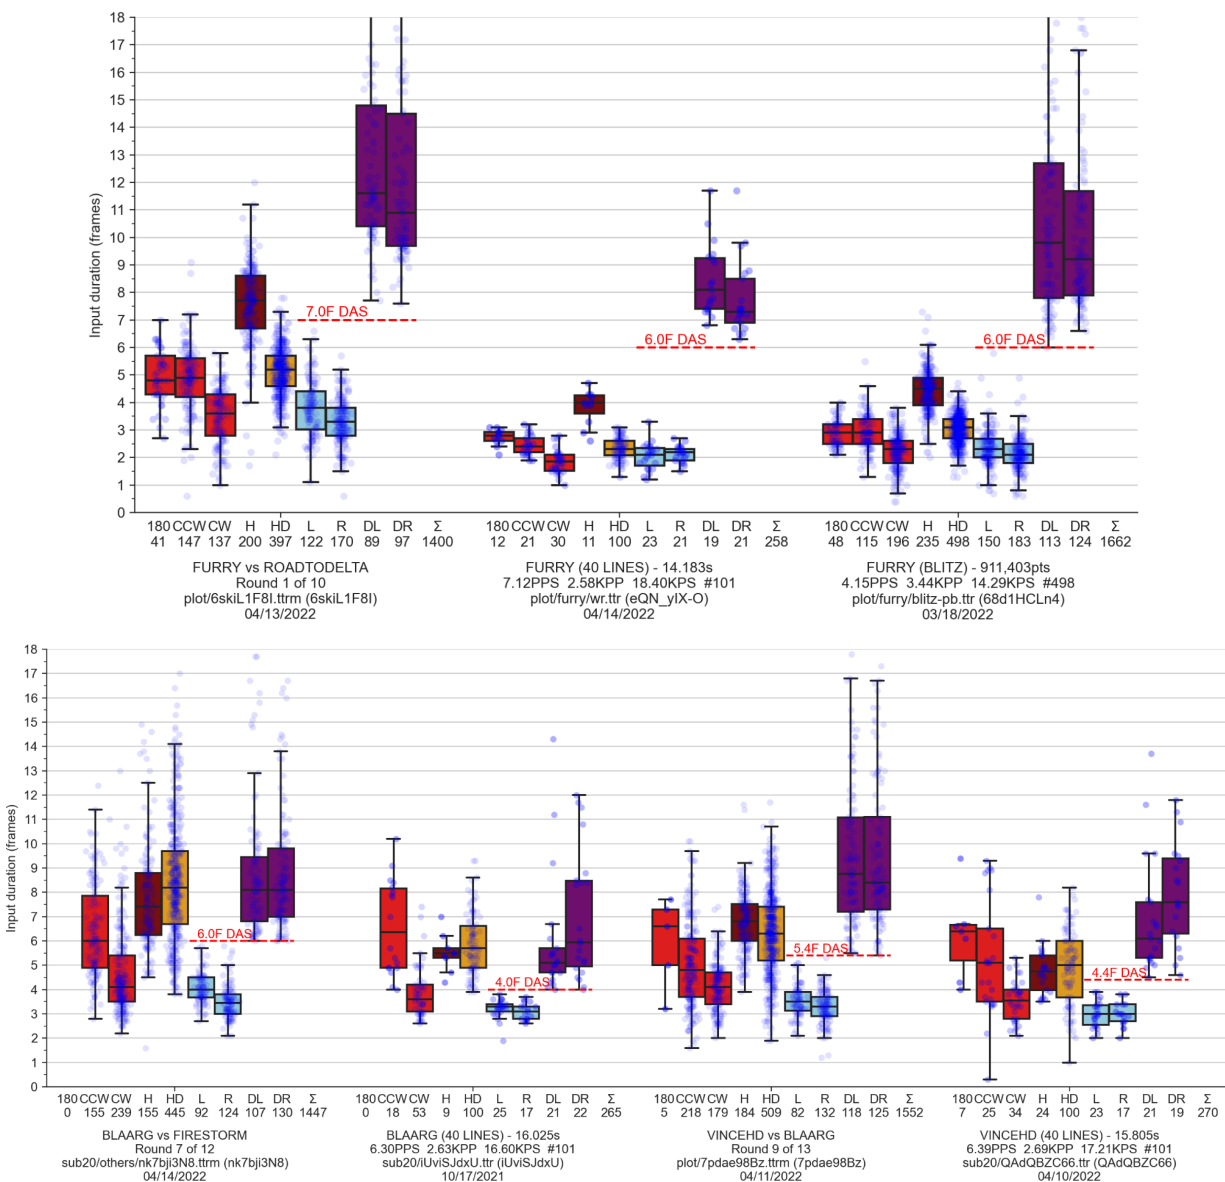 18
17
16
15
14
13
12
11
10
9
8
7
6
5
4
3
2
1
0
Input duration (frames)
7.0F DAS
6.0F DAS
6.0F DAS
180 CCW CW H HD L R DL DR Σ
41 147 137 200 397 122 170 89 97 1400
FURRY vs ROADTODELTA
Round 1 of 10
plot/6skiL1F8I.ttrm (6skiL1F8I)
04/13/2022
180 CCW CW H HD L R DL DR Σ
12 21 30 11 100 23 21 19 21 258
FURRY (40 LINES) - 14.183s
7.12PPS 2.58KPP 18.40KPS #101
plot/furry/wr.ttr (eQN_yIX-O)
04/14/2022
180 CCW CW H HD L R DL DR Σ
48 115 196 235 498 150 183 113 124 1662
FURRY (BLITZ) - 911,403pts
4.15PPS 3.44KPP 14.29KPS #498
plot/furry/blitz-pb.ttr (68d1HCLn4)
03/18/2022
18
17
16
15
14
13
12
11
10
9
8
7
6
5
4
3
2
1
0
Input duration (frames)
6.0F DAS
4.0F DAS
5.4F DAS
4.4F DAS
180 CCW CW H HD L R DL DR Σ
0 155 239 155 445 92 124 107 130 1447
BLAARG vs FIRESTORM
Round 7 of 12
sub20/others/nk7bji3N8.ttrm (nk7bji3N8)
04/14/2022
180 CCW CW H HD L R DL DR Σ
0 18 53 9 100 25 17 21 22 265
BLAARG (40 LINES) - 16.025s
6.30PPS 2.63KPP 16.60KPS #101
sub20/iUviSJdxU.ttr (iUviSJdxU)
10/17/2021
180 CCW CW H HD L R DL DR Σ
5 218 179 184 509 82 132 118 125 1552
VINCEHD vs BLAARG
Round 9 of 13
plot/7pdae98Bz.ttrm (7pdae98Bz)
04/11/2022
180 CCW CW H HD L R DL DR Σ
7 25 34 24 100 23 17 21 19 270
VINCEHD (40 LINES) - 15.805s
6.39PPS 2.69KPP 17.21KPS #101
sub20/QAdQBZC66.ttr (QAdQBZC66)
04/10/2022